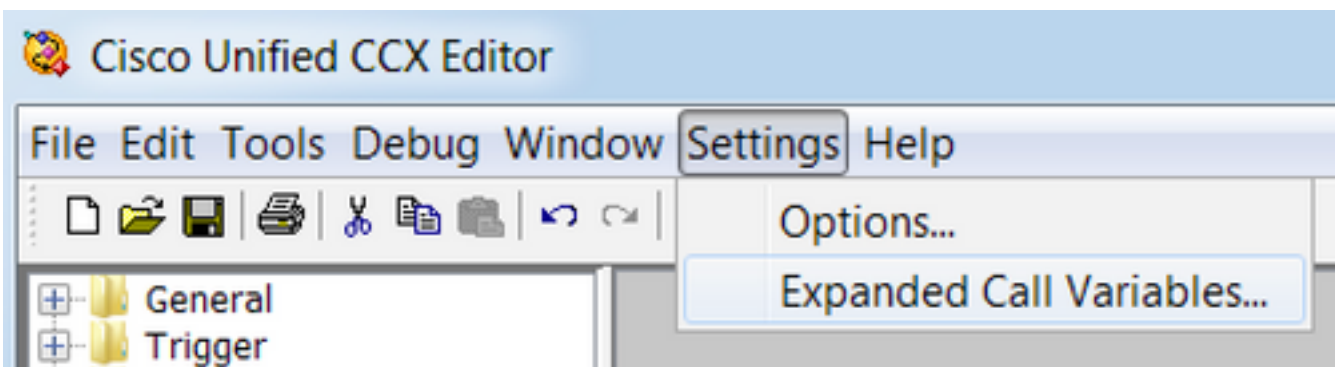 Cisco Unified CCX Editor
File Edit Tools Debug Window Settings Help
Options...
Expanded Call Variables...
General
Trigger